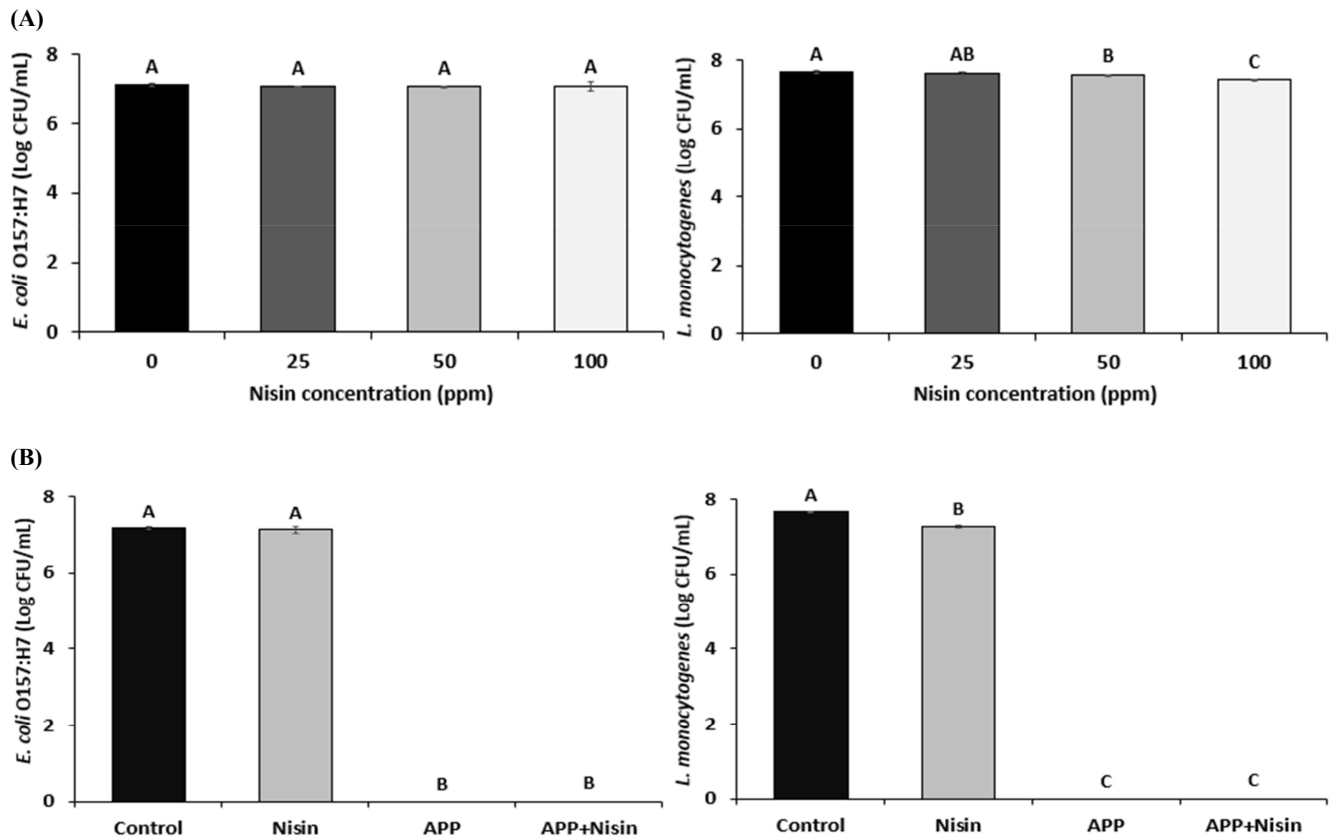 (A)
E. coli O157:H7 (Log CFU/mL)
8
6
4
2
0
A A A A
0 25 50 100
Nisin concentration (ppm)
L. monocytogenes (Log CFU/mL)
8
6
4
2
0
A AB B C
0 25 50 100
Nisin concentration (ppm)
(B)
E. coli O157:H7 (Log CFU/mL)
8
6
4
2
0
A A B B
Control Nisin APP APP+Nisin
L. monocytogenes (Log CFU/mL)
8
6
4
2
0
A B C C
Control Nisin APP APP+Nisin